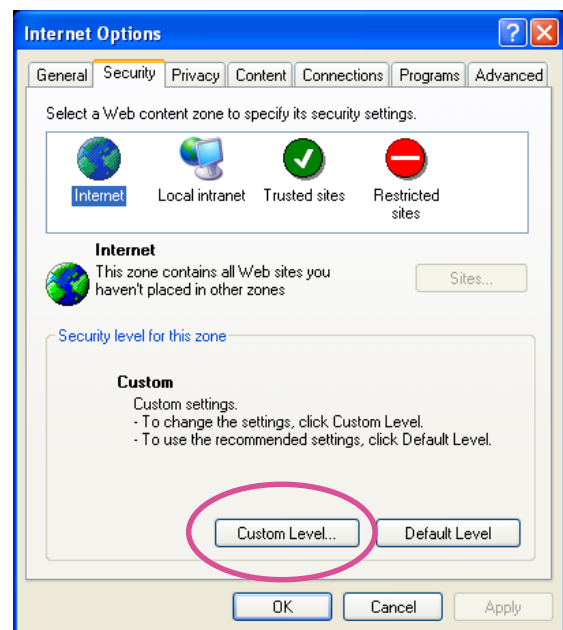 Internet Options
General Security Privacy Content Connections Programs Advanced
Select a Web content zone to specify its security settings.
Internet Local intranet Trusted sites Restricted
sites
Internet
This zone contains all Web sites you
haven't placed in other zones
Sites...
Security level for this zone
Custom
Custom settings.
- To change the settings, click Custom Level.
- To use the recommended settings, click Default Level.
Custom Level... Default Level
OK Cancel Apply